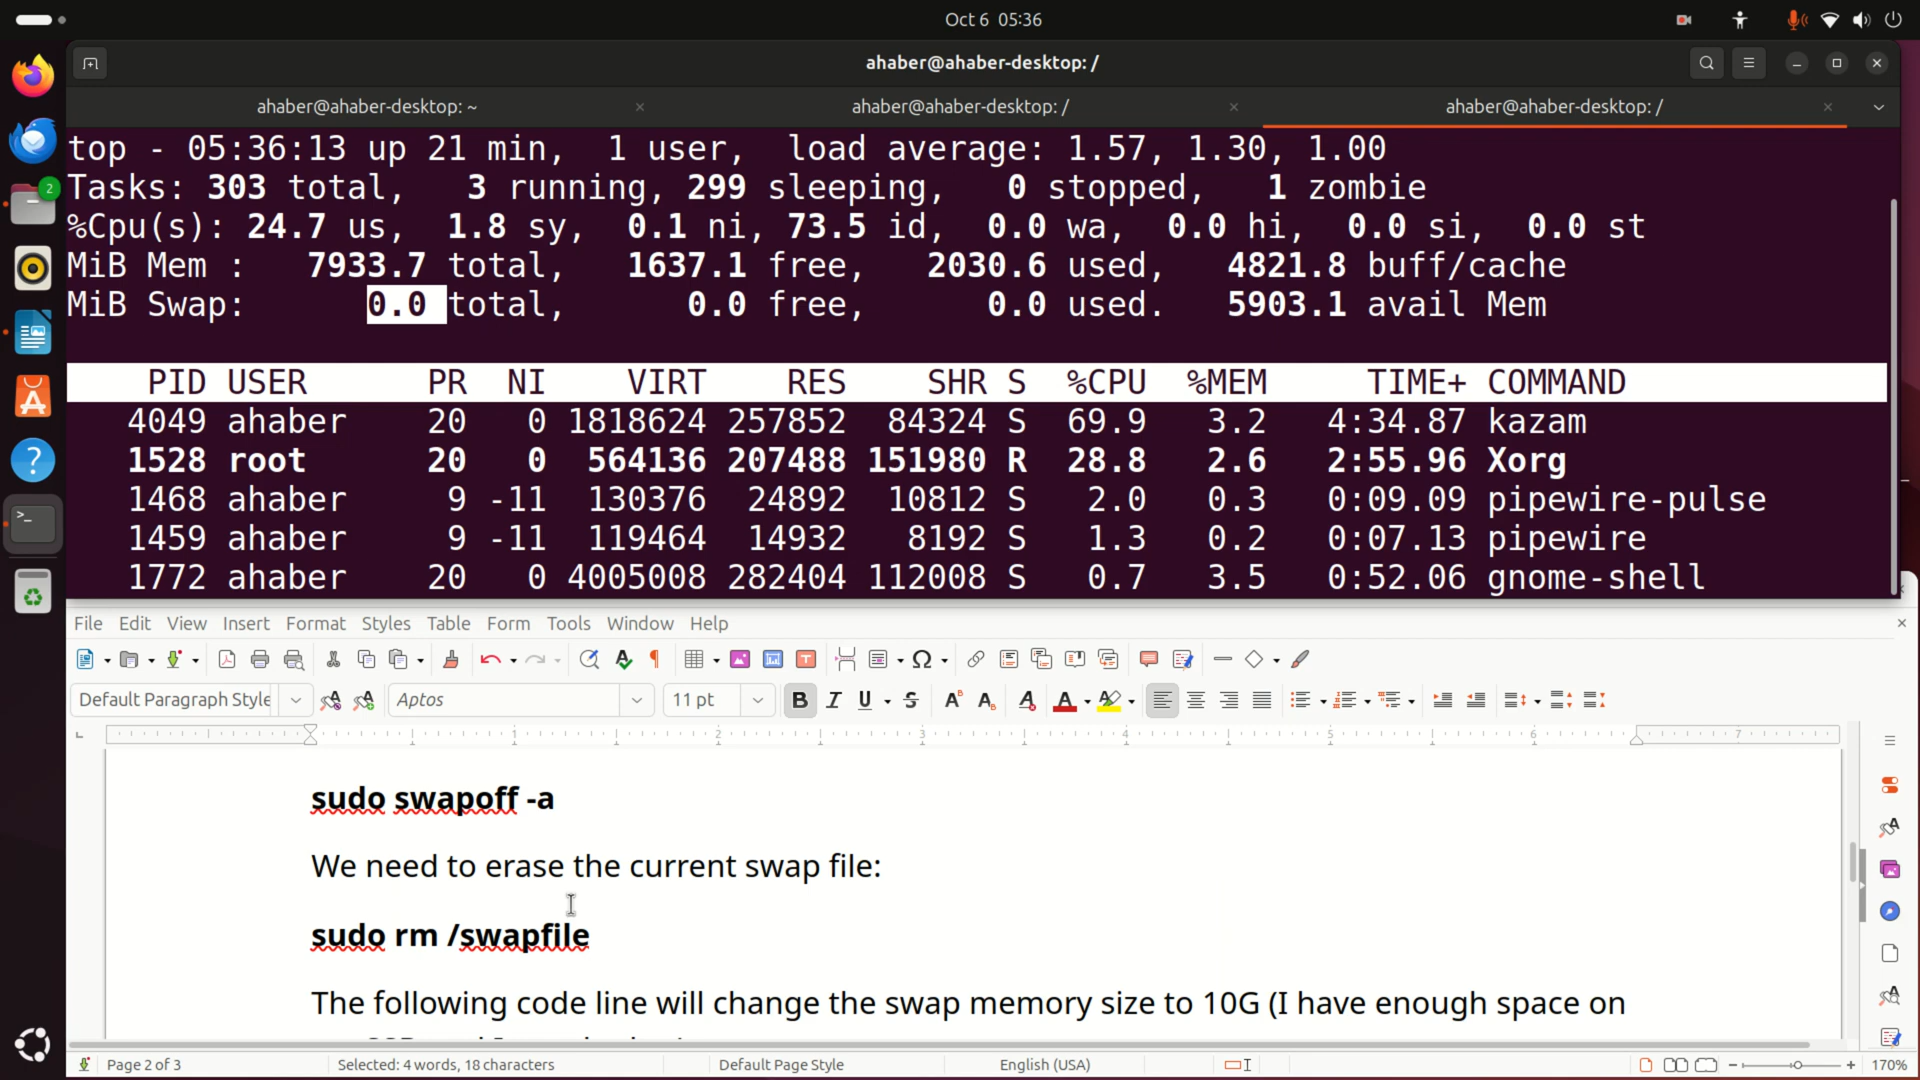 Oct 6 05:36
ahaber@ahaber-desktop: /
ahaber@ahaber-desktop: ~ ahaber@ahaber-desktop: / ahaber@ahaber-desktop: /
top - 05:36:13 up 21 min, 1 user, load average: 1.57, 1.30, 1.00
Tasks: 303 total, 3 running, 299 sleeping, 0 stopped, 1 zombie
%Cpu(s): 24.7 us, 1.8 sy, 0.1 ni, 73.5 id, 0.0 wa, 0.0 hi, 0.0 si, 0.0 st
MiB Mem : 7933.7 total, 1637.1 free, 2030.6 used, 4821.8 buff/cache
MiB Swap: 0.0 total, 0.0 free, 0.0 used. 5903.1 avail Mem
PID USER PR NI VIRT RES SHR S %CPU %MEM TIME+ COMMAND
4049 ahaber 20 0 1818624 257852 84324 S 69.9 3.2 4:34.87 kazam
1528 root 20 0 564136 207488 151980 R 28.8 2.6 2:55.96 Xorg
1468 ahaber 9 -11 130376 24892 10812 S 2.0 0.3 0:09.09 pipewire-pulse
1459 ahaber 9 -11 119464 14932 8192 S 1.3 0.2 0:07.13 pipewire
1772 ahaber 20 0 4005008 282404 112008 S 0.7 3.5 0:52.06 gnome-shell
2
File Edit View Insert Format Styles Table Form Tools Window Help
Default Paragraph Style Aptos 11 pt
1 2 3 4 5 6 7
sudo swapoff -a
We need to erase the current swap file:
sudo rm /swapfile
The following code line will change the swap memory size to 10G (I have enough space on
Page 2 of 3 Selected: 4 words, 18 characters Default Page Style English (USA) 170%